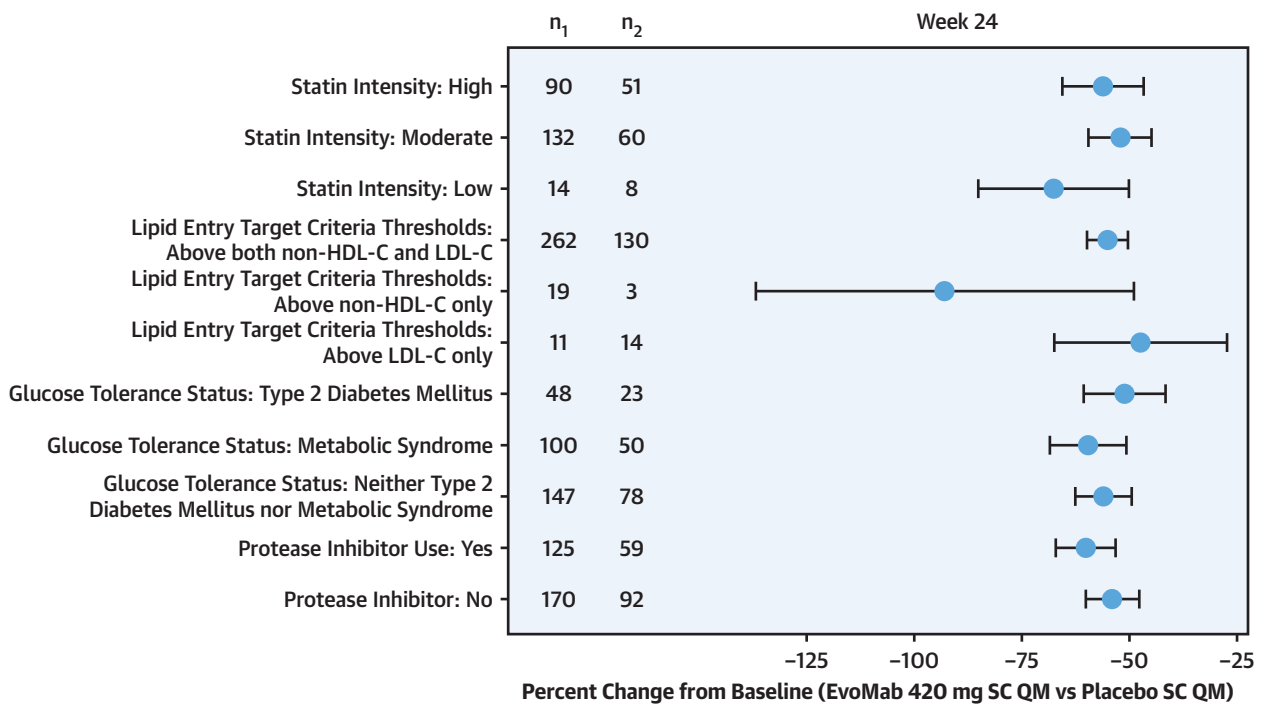 n1 n2 Week 24
Statin Intensity: High 90 51
Statin Intensity: Moderate 132 60
Statin Intensity: Low 14 8
Lipid Entry Target Criteria Thresholds:
Above both non-HDL-C and LDL-C 262 130
Lipid Entry Target Criteria Thresholds:
Above non-HDL-C only 19 3
Lipid Entry Target Criteria Thresholds:
Above LDL-C only 11 14
Glucose Tolerance Status: Type 2 Diabetes Mellitus 48 23
Glucose Tolerance Status: Metabolic Syndrome 100 50
Glucose Tolerance Status: Neither Type 2
Diabetes Mellitus nor Metabolic Syndrome 147 78
Protease Inhibitor Use: Yes 125 59
Protease Inhibitor: No 170 92
–125 –100 –75 –50 –25
Percent Change from Baseline (EvoMab 420 mg SC QM vs Placebo SC QM)